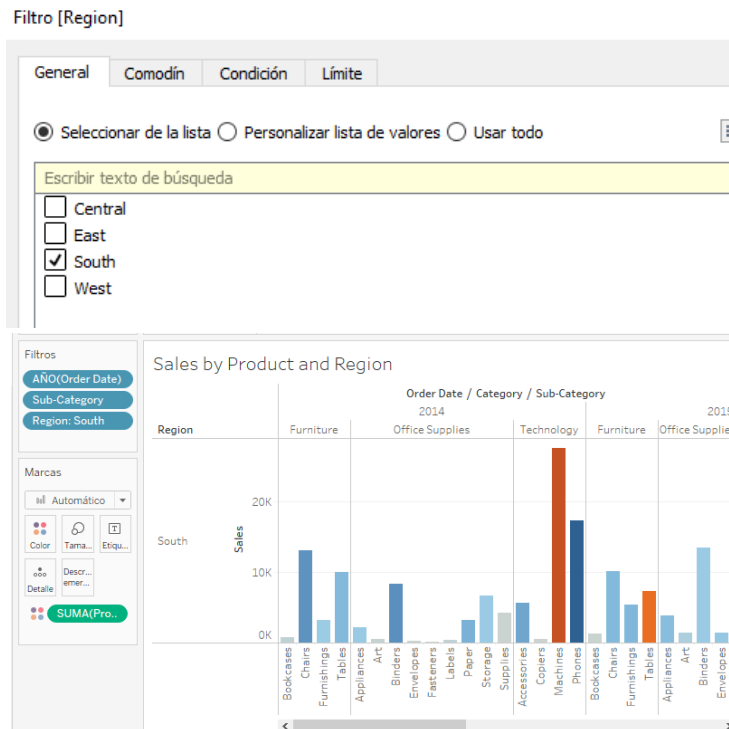 Filtro [Region]
General Comodín Condición Límite
Seleccionar de la lista Personalizar lista de valores Usar todo
Escribir texto de búsqueda
Central
East
South
West
Filtros
AÑO(Order Date)
Sub-Category
Region: South
Marcas
Automático
Color Tama... Etiqu...
Detalle Descr... emer...
SUMA(Pro..
Sales by Product and Region
Order Date / Category / Sub-Category
2014 2015
Region Furniture Office Supplies Technology Furniture Office Supplie
South
Sales
20K
10K
0K
Bookcases
Chairs
Furnishings
Tables
Appliances
Art
Binders
Envelopes
Fasteners
Labels
Paper
Storage
Supplies
Accessories
Copiers
Machines
Phones
Bookcases
Chairs
Furnishings
Tables
Appliances
Art
Binders
Envelopes